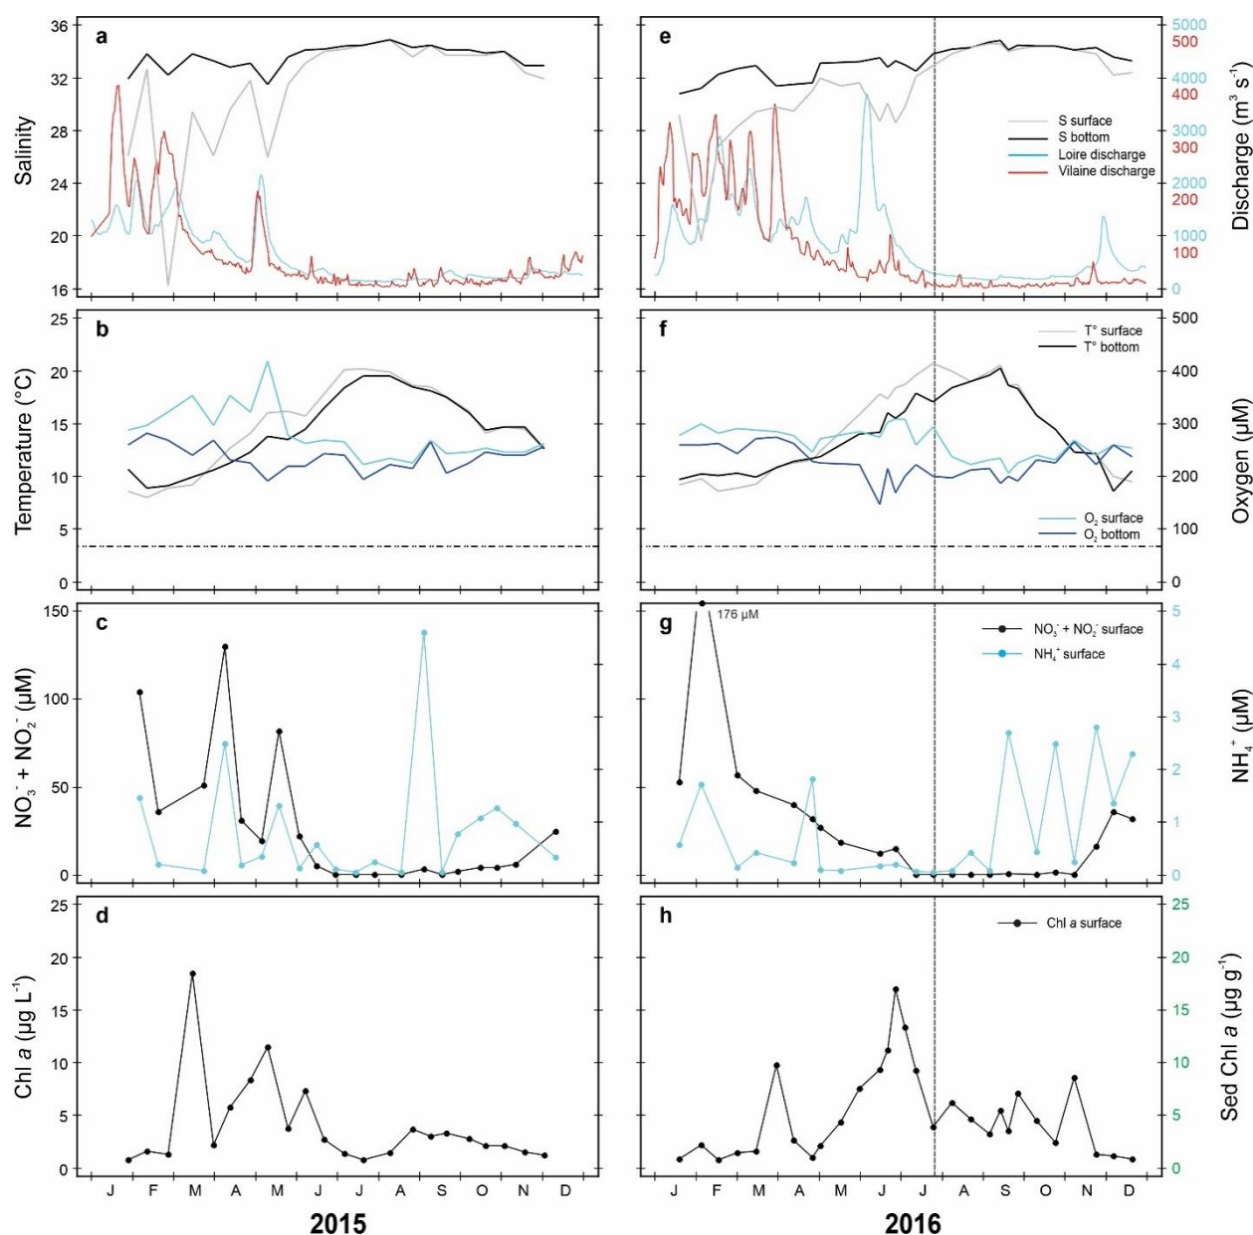 a
e
36
32
28
24
20
16
Salinity
5000
500
4000
400
3000
300
2000
200
1000
100
0
0
Discharge (m³ s⁻¹)
S surface
S bottom
Loire discharge
Vilaine discharge
b
f
25
20
15
10
5
0
Temperature (°C)
500
400
300
200
100
0
Oxygen (µM)
T° surface
T° bottom
O₂ surface
O₂ bottom
c
g
150
100
50
0
NO₃⁻ + NO₂⁻ (µM)
176 µM
NO₃⁻ + NO₂⁻ surface
NH₄⁺ surface
5
4
3
2
1
0
NH₄⁺ (µM)
d
h
25
20
15
10
5
0
Chl a (µg L⁻¹)
Chl a surface
25
20
15
10
5
0
Sed Chl a (µg g⁻¹)
J F M A M J J A S O N D
J F M A M J J A S O N D
2015
2016